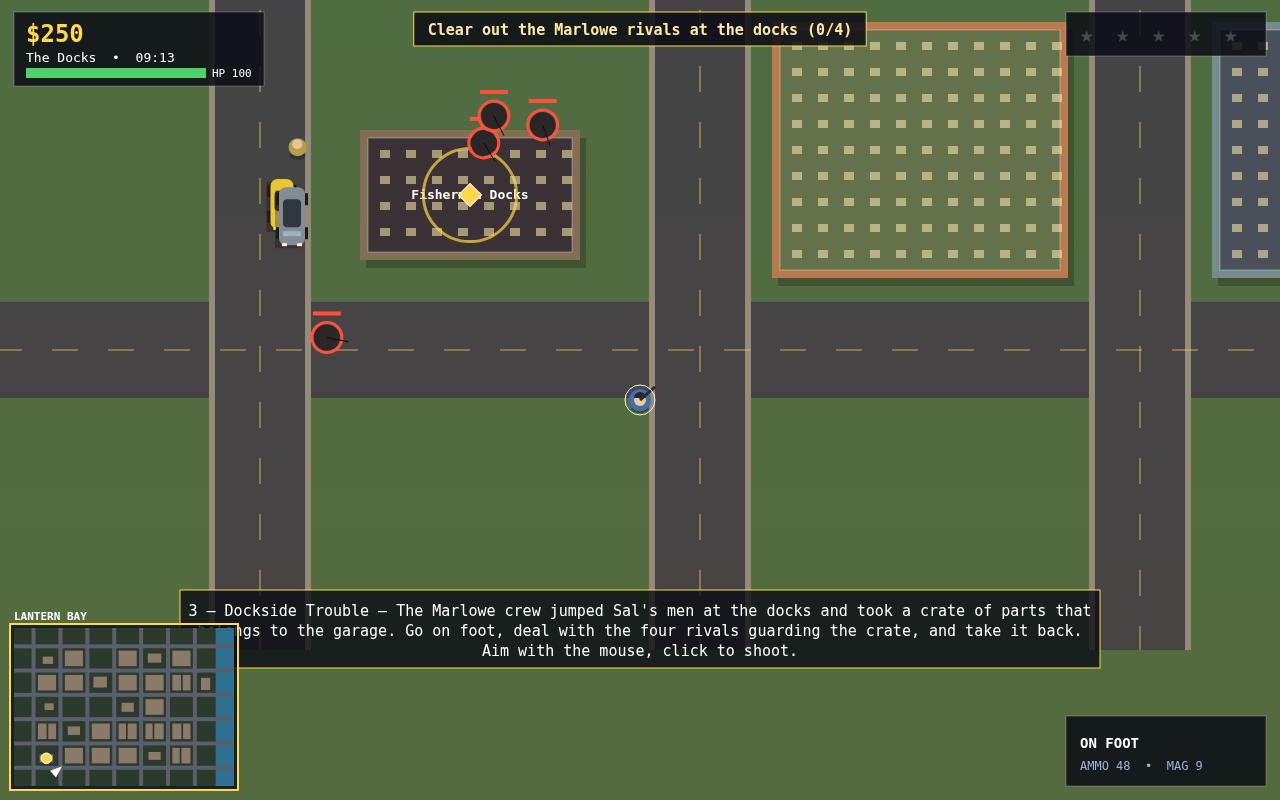 $250
The Docks • 09:13
HP 100
Clear out the Marlowe rivals at the docks (0/4)
Docks
3 — Dockside Trouble — The Marlowe crew jumped Sal's men at the docks and took a crate of parts that
to the garage. Go on foot, deal with the four rivals guarding the crate, and take it back.
Aim with the mouse, click to shoot.
LANTERN BAY
ON FOOT
AMMO 48 • MAG 9